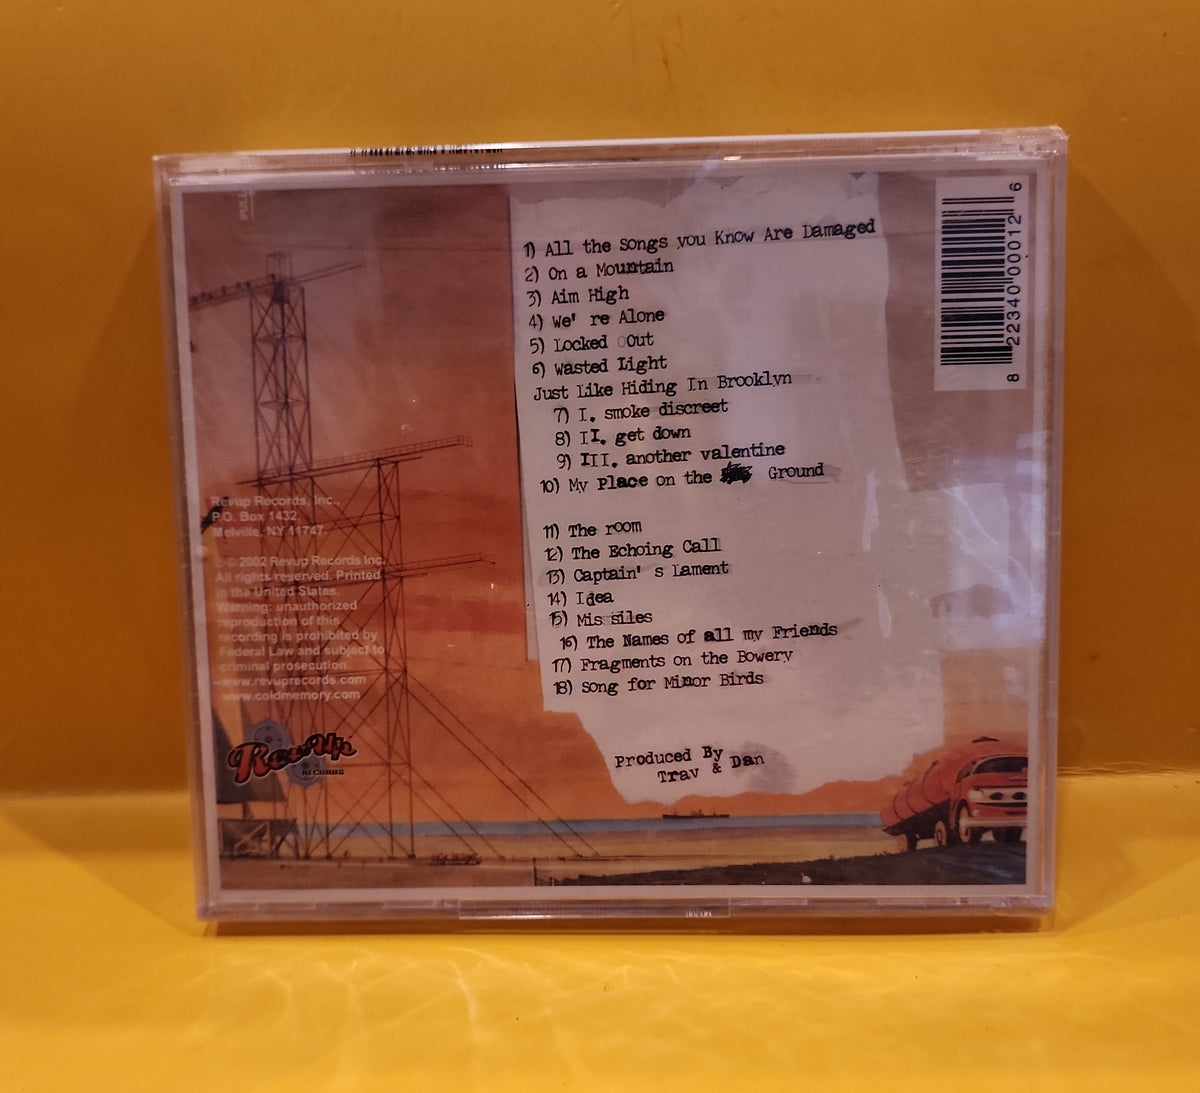 1) All the songs you Know Are Damaged
2) On a Mountain
3) Aim High
4) We' re Alone
5) Locked Out
6) Wasted Light
Just Like Hiding In Brooklyn
7) I. smoke discreet
8) II. get down
9) III. another valentine
10) My Place on the Ground
11) The room
12) The Echoing Call
13) Captain' s Lament
14) Idea
15) Mis siles
16) The Names of all my Friends
17) Fragments on the Bowery
18) Song for Minor Birds
Produced By
Trav & Dan
8 22340 00012 6
PULL
Revup Records, Inc.,
P.O. Box 1432,
Melville, NY 11747.
© 2002 Revup Records Inc.
All rights reserved. Printed
in the United States.
Warning: unauthorized
reproduction of this
recording is prohibited by
Federal Law and subject to
criminal prosecution.
www.revuprecords.com
www.coldmemory.com
RevUp
RECORDS